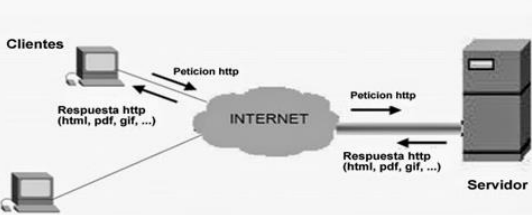 Clientes
Peticion http
Respuesta http
(html, pdf, gif, ...)
INTERNET
Peticion http
Respuesta http
(html, pdf, gif, ...)
Servidor